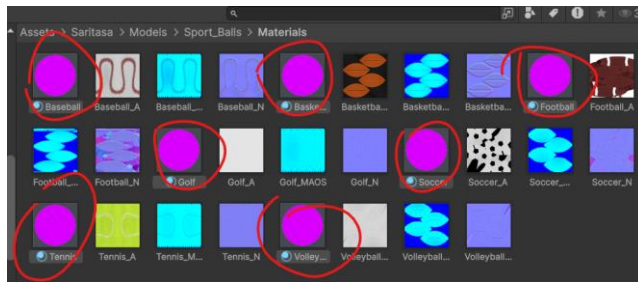 Assets > Saritasa > Models > Sport_Balls > Materials
Baseball Baseball_A Baseball_... Baseball_N Baske... Basketba... Basketba... Basketba... Football Football_A
Football_... Football_N Golf Golf_A Golf_MAOS Golf_N Soccer Soccer_A Soccer_... Soccer_N
Tennis Tennis_A Tennis_M... Tennis_N Volley... Volleyball... Volleyball... Volleyball...